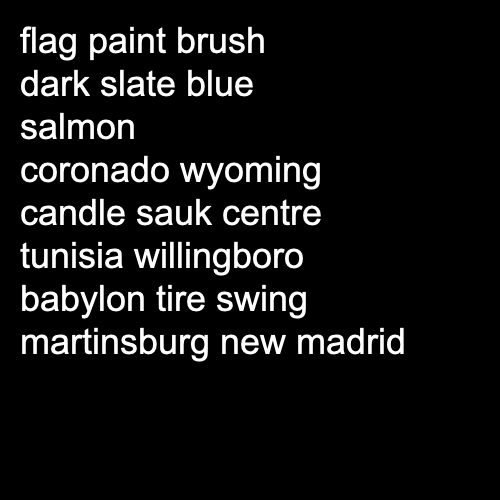 flag paint brush
dark slate blue
salmon
coronado wyoming
candle sauk centre
tunisia willingboro
babylon tire swing
martinsburg new madrid